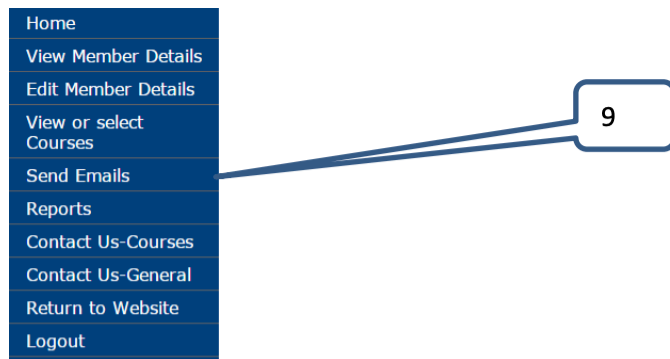 Home
View Member Details
Edit Member Details
View or select
Courses
Send Emails
Reports
Contact Us-Courses
Contact Us-General
Return to Website
Logout
9